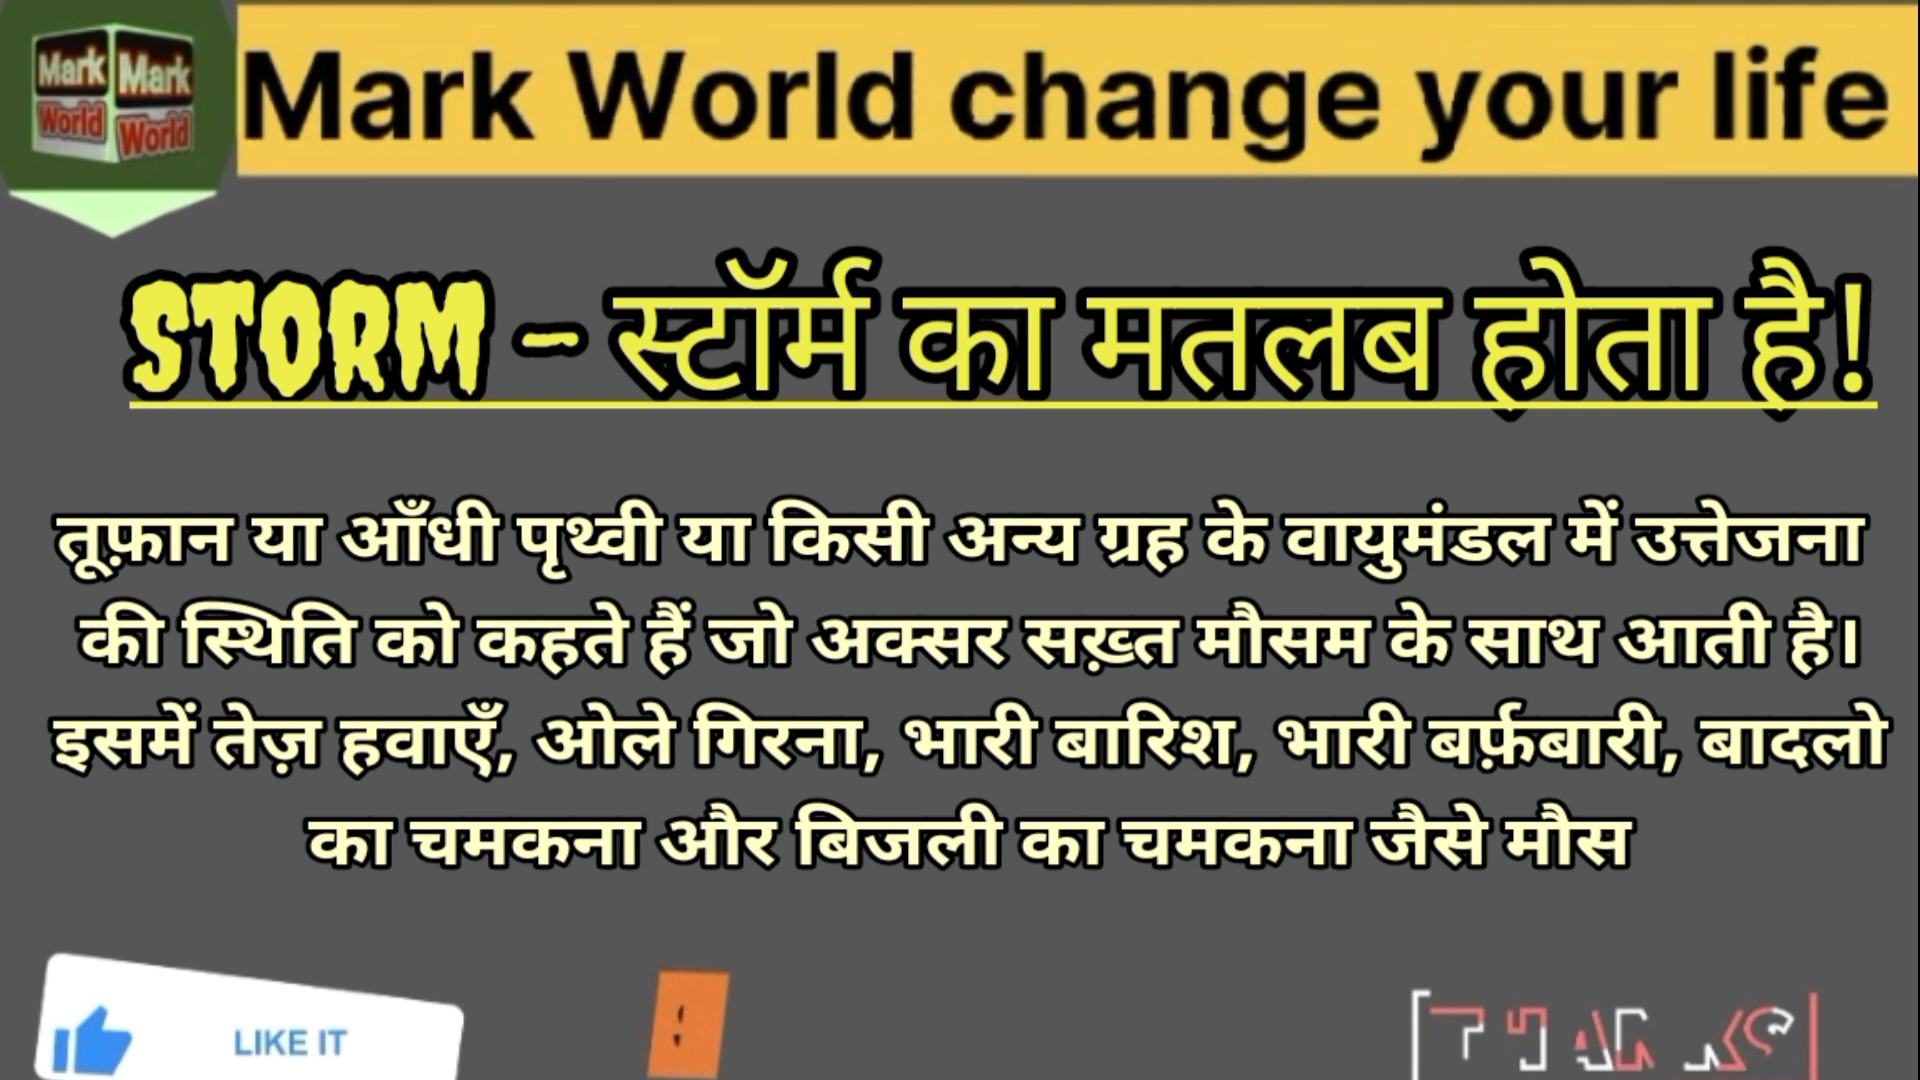 Mark Mark
World World
Mark World change your life
STORM - स्टॉर्म का मतलब होता है!
तूफ़ान या आँधी पृथ्वी या किसी अन्य ग्रह के वायुमंडल में उत्तेजना
की स्थिति को कहते हैं जो अक्सर सख़्त मौसम के साथ आती है।
इसमें तेज़ हवाएँ, ओले गिरना, भारी बारिश, भारी बर्फ़बारी, बादलो
का चमकना और बिजली का चमकना जैसे मौस
LIKE IT